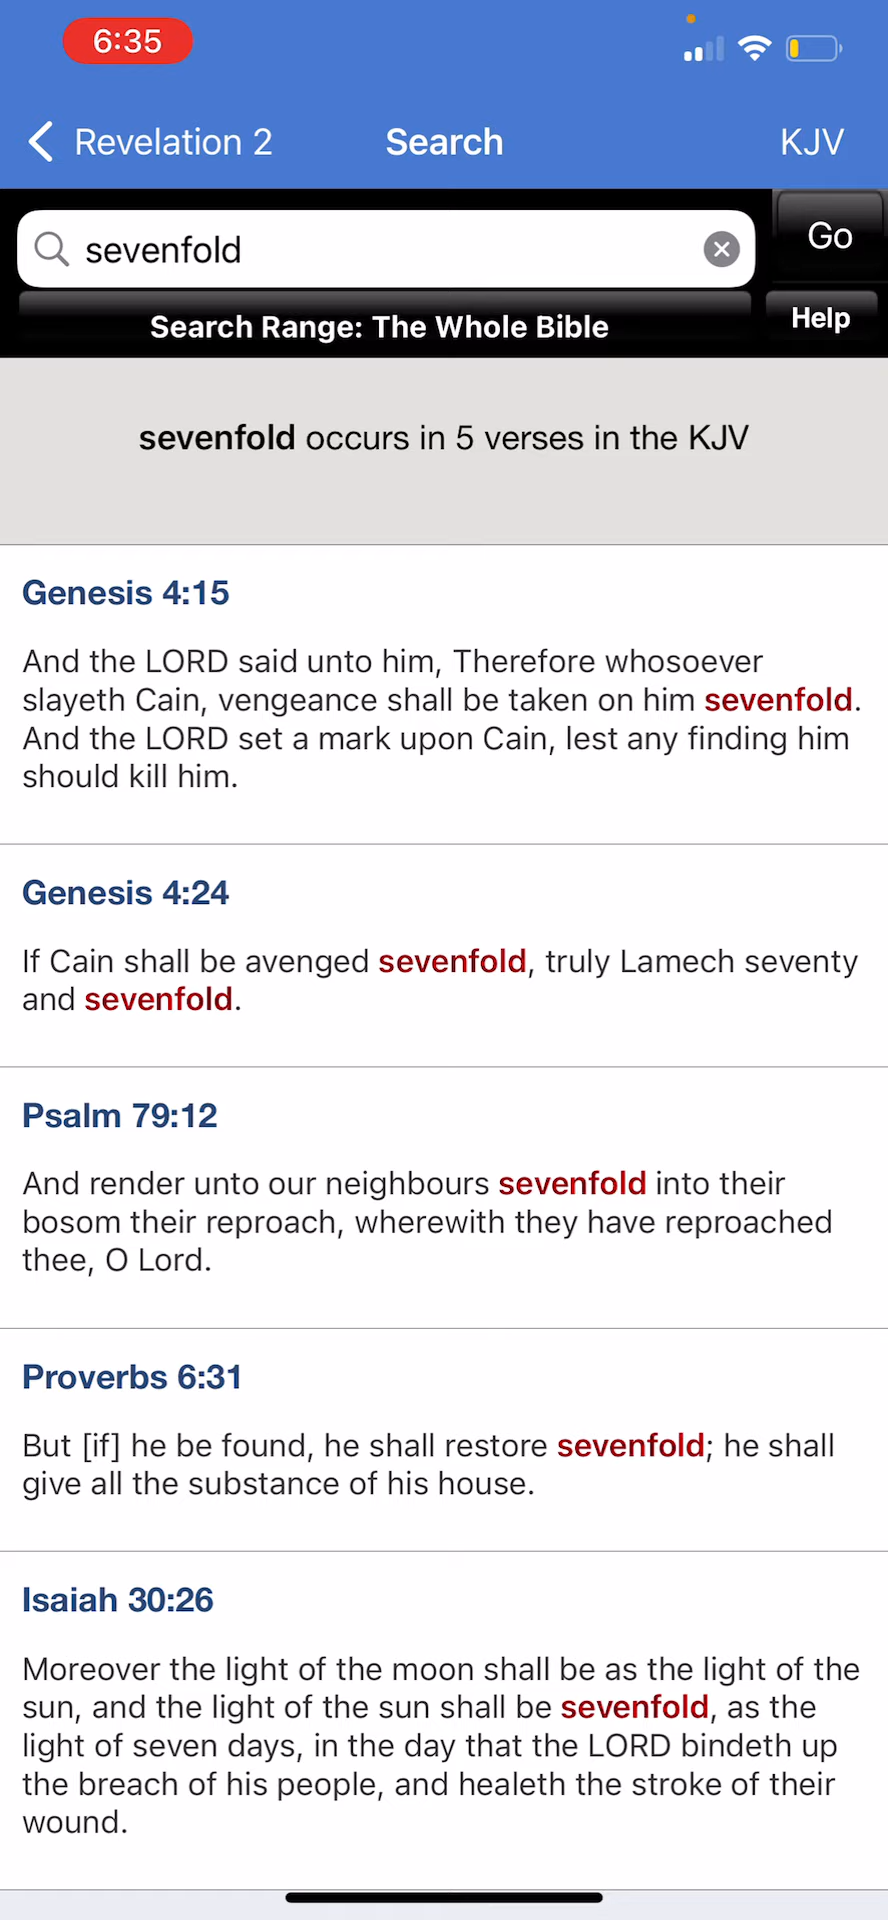 6:35
Revelation 2 Search KJV
sevenfold Go
Search Range: The Whole Bible Help
sevenfold occurs in 5 verses in the KJV
Genesis 4:15
And the LORD said unto him, Therefore whosoever
slayeth Cain, vengeance shall be taken on him sevenfold.
And the LORD set a mark upon Cain, lest any finding him
should kill him.
Genesis 4:24
If Cain shall be avenged sevenfold, truly Lamech seventy
and sevenfold.
Psalm 79:12
And render unto our neighbours sevenfold into their
bosom their reproach, wherewith they have reproached
thee, O Lord.
Proverbs 6:31
But [if] he be found, he shall restore sevenfold; he shall
give all the substance of his house.
Isaiah 30:26
Moreover the light of the moon shall be as the light of the
sun, and the light of the sun shall be sevenfold, as the
light of seven days, in the day that the LORD bindeth up
the breach of his people, and healeth the stroke of their
wound.